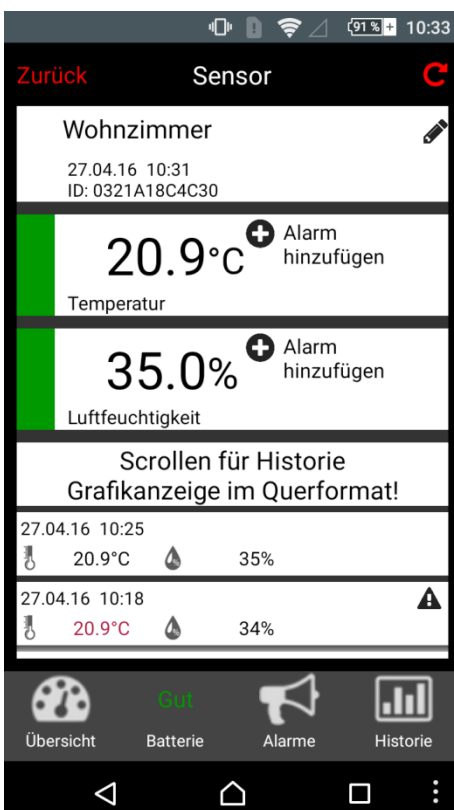 91 % + 10:33
Zurück Sensor
Wohnzimmer
27.04.16 10:31
ID: 0321A18C4C30
20.9°C Alarm
hinzufügen
Temperatur
35.0% Alarm
hinzufügen
Luftfeuchtigkeit
Scrollen für Historie
Grafikanzeige im Querformat!
27.04.16 10:25
20.9°C 35%
27.04.16 10:18
20.9°C 34%
Gut
Übersicht Batterie Alarme Historie